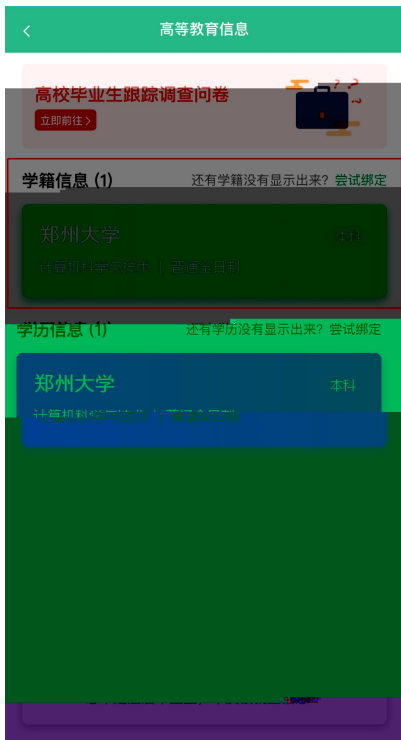 高等教育信息
高校毕业生跟踪调查问卷
立即前往 >
学籍信息 (1) 还有学籍没有显示出来？尝试绑定
郑州大学 本科
计算机科学与技术 | 普通全日制
学历信息 (1) 还有学历没有显示出来？尝试绑定
郑州大学 本科
计算机科学与技术 | 普通全日制